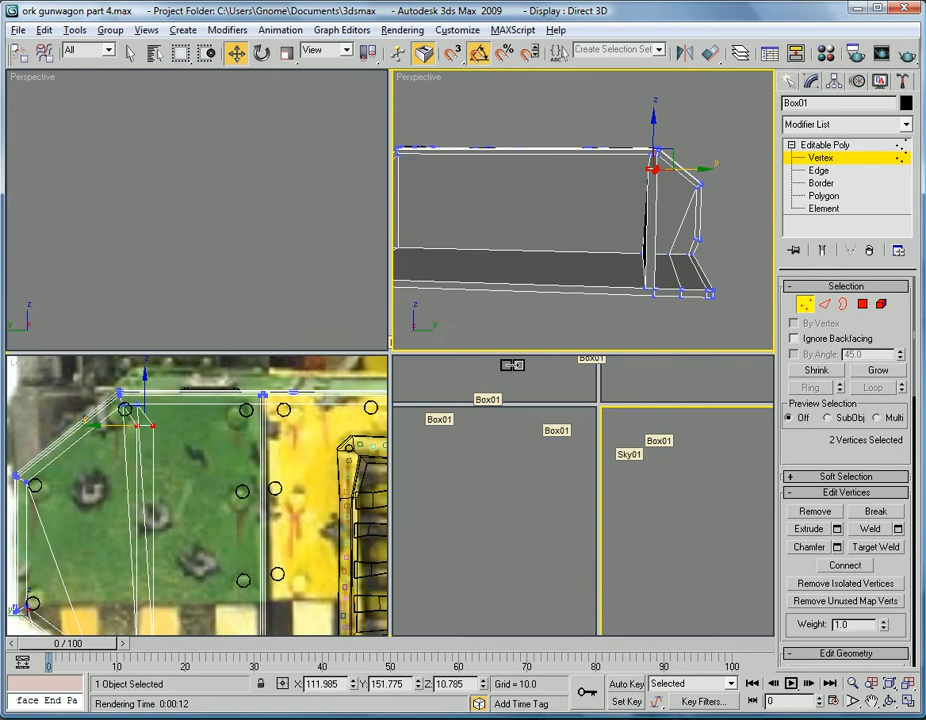 ork gunwagon part 4.max - Project Folder: C:\Users\Gnome\Documents\3dsmax - Autodesk 3ds Max 2009 - Display : Direct 3D
File Edit Tools Group Views Create Modifiers Animation Graph Editors Rendering Customize MAXScript Help
All View Create Selection Set
Perspective
Perspective
z
y
z
y x
z
y
Box01
Modifier List
Editable Poly
Vertex
Edge
Border
Polygon
Element
Selection
By Vertex
Ignore Backfacing
By Angle: 45.0
Shrink Grow
Ring Loop
Preview Selection
Off SubObj Multi
2 Vertices Selected
Soft Selection
Edit Vertices
Remove Break
Extrude Weld
Chamfer Target Weld
Connect
Remove Isolated Vertices
Remove Unused Map Verts
Weight: 1.0
Edit Geometry
Box01
Box01
Box01
Box01
Box01
Sky01
0 / 100
0 10 20 30 40 50 60 70 80 90 100
1 Object Selected X: 111.985 Y: 151.775 Z: 10.785 Grid = 10.0 Auto Key Selected
face End Pa Rendering Time 0:00:12 Add Time Tag Set Key Key Filters... 0